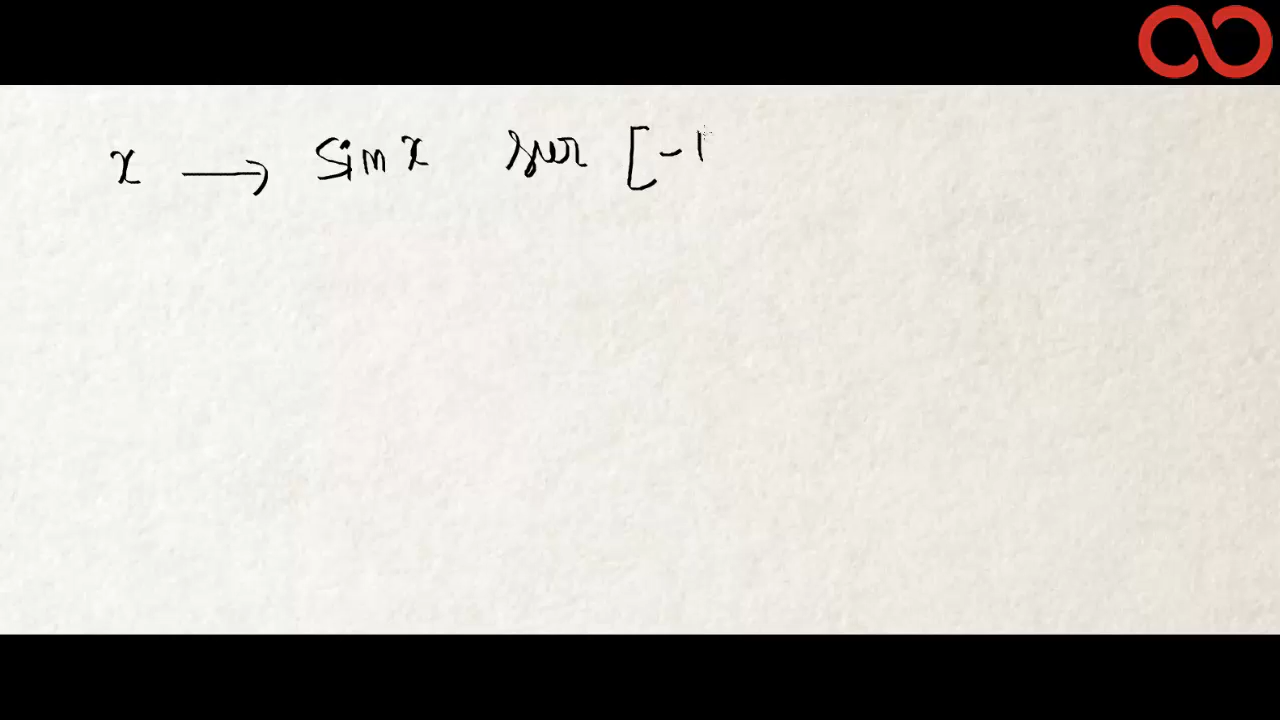 x → sin x sur [-1